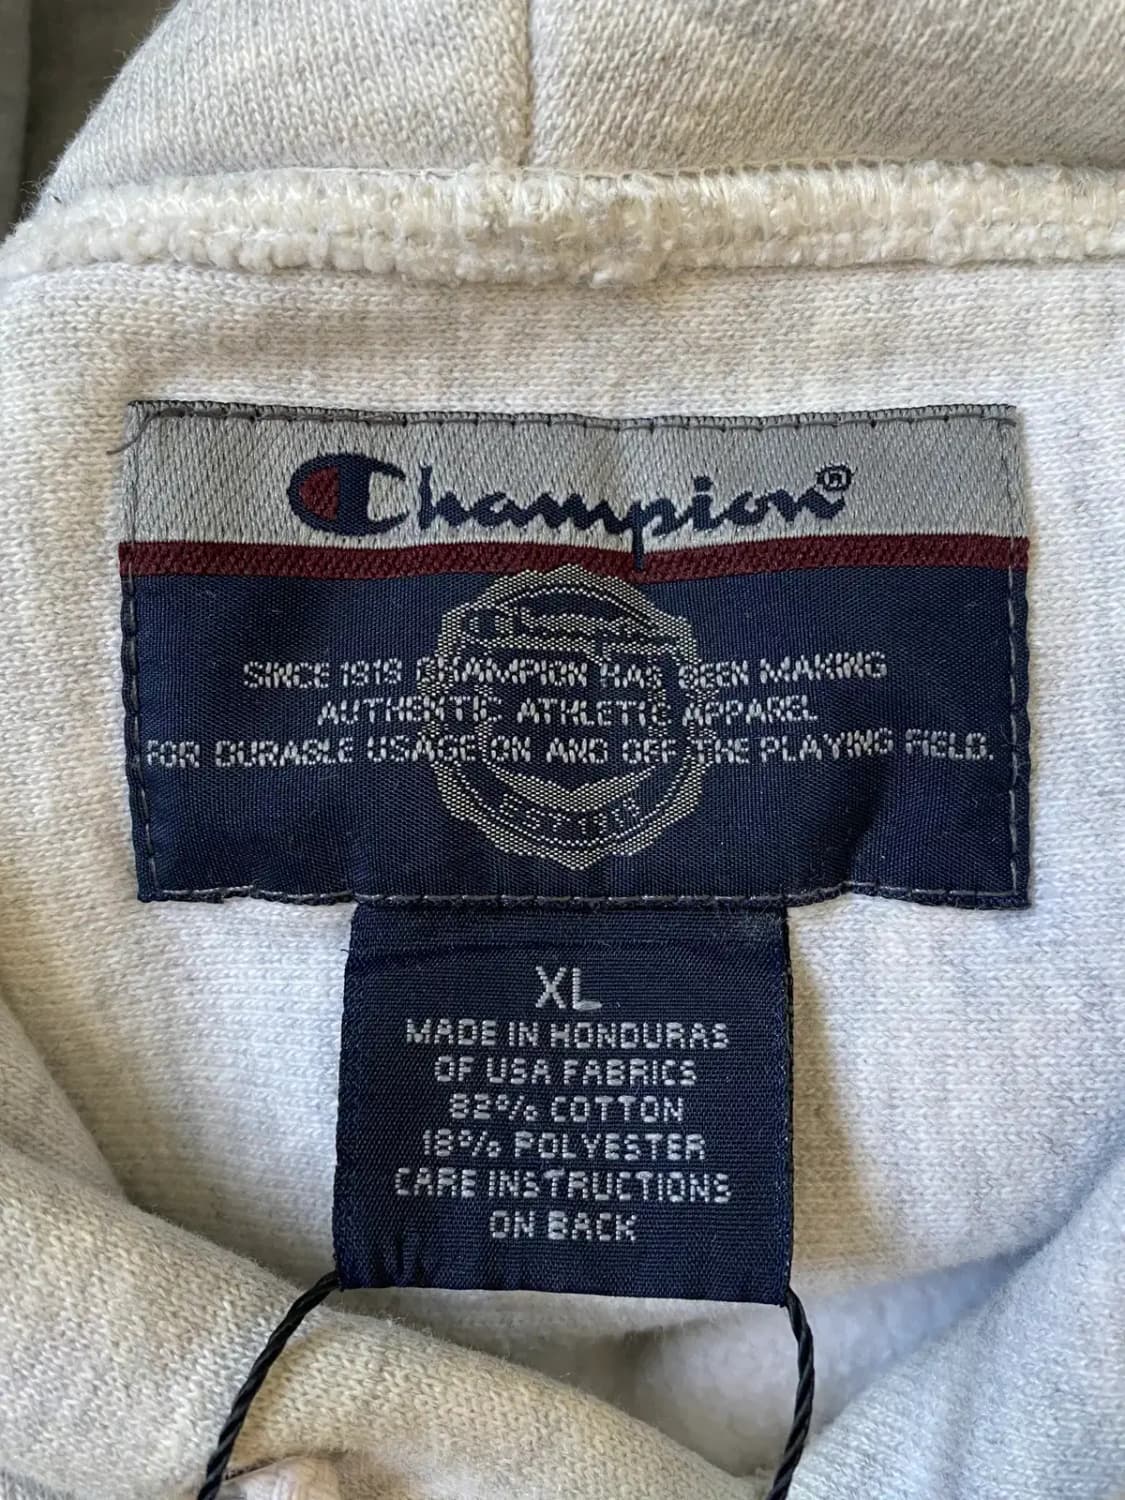 Champion®
SINCE 1919 CHAMPION HAS BEEN MAKING
AUTHENTIC ATHLETIC APPAREL
FOR DURABLE USAGE ON AND OFF THE PLAYING FIELD.
XL
MADE IN HONDURAS
OF USA FABRICS
82% COTTON
18% POLYESTER
CARE INSTRUCTIONS
ON BACK